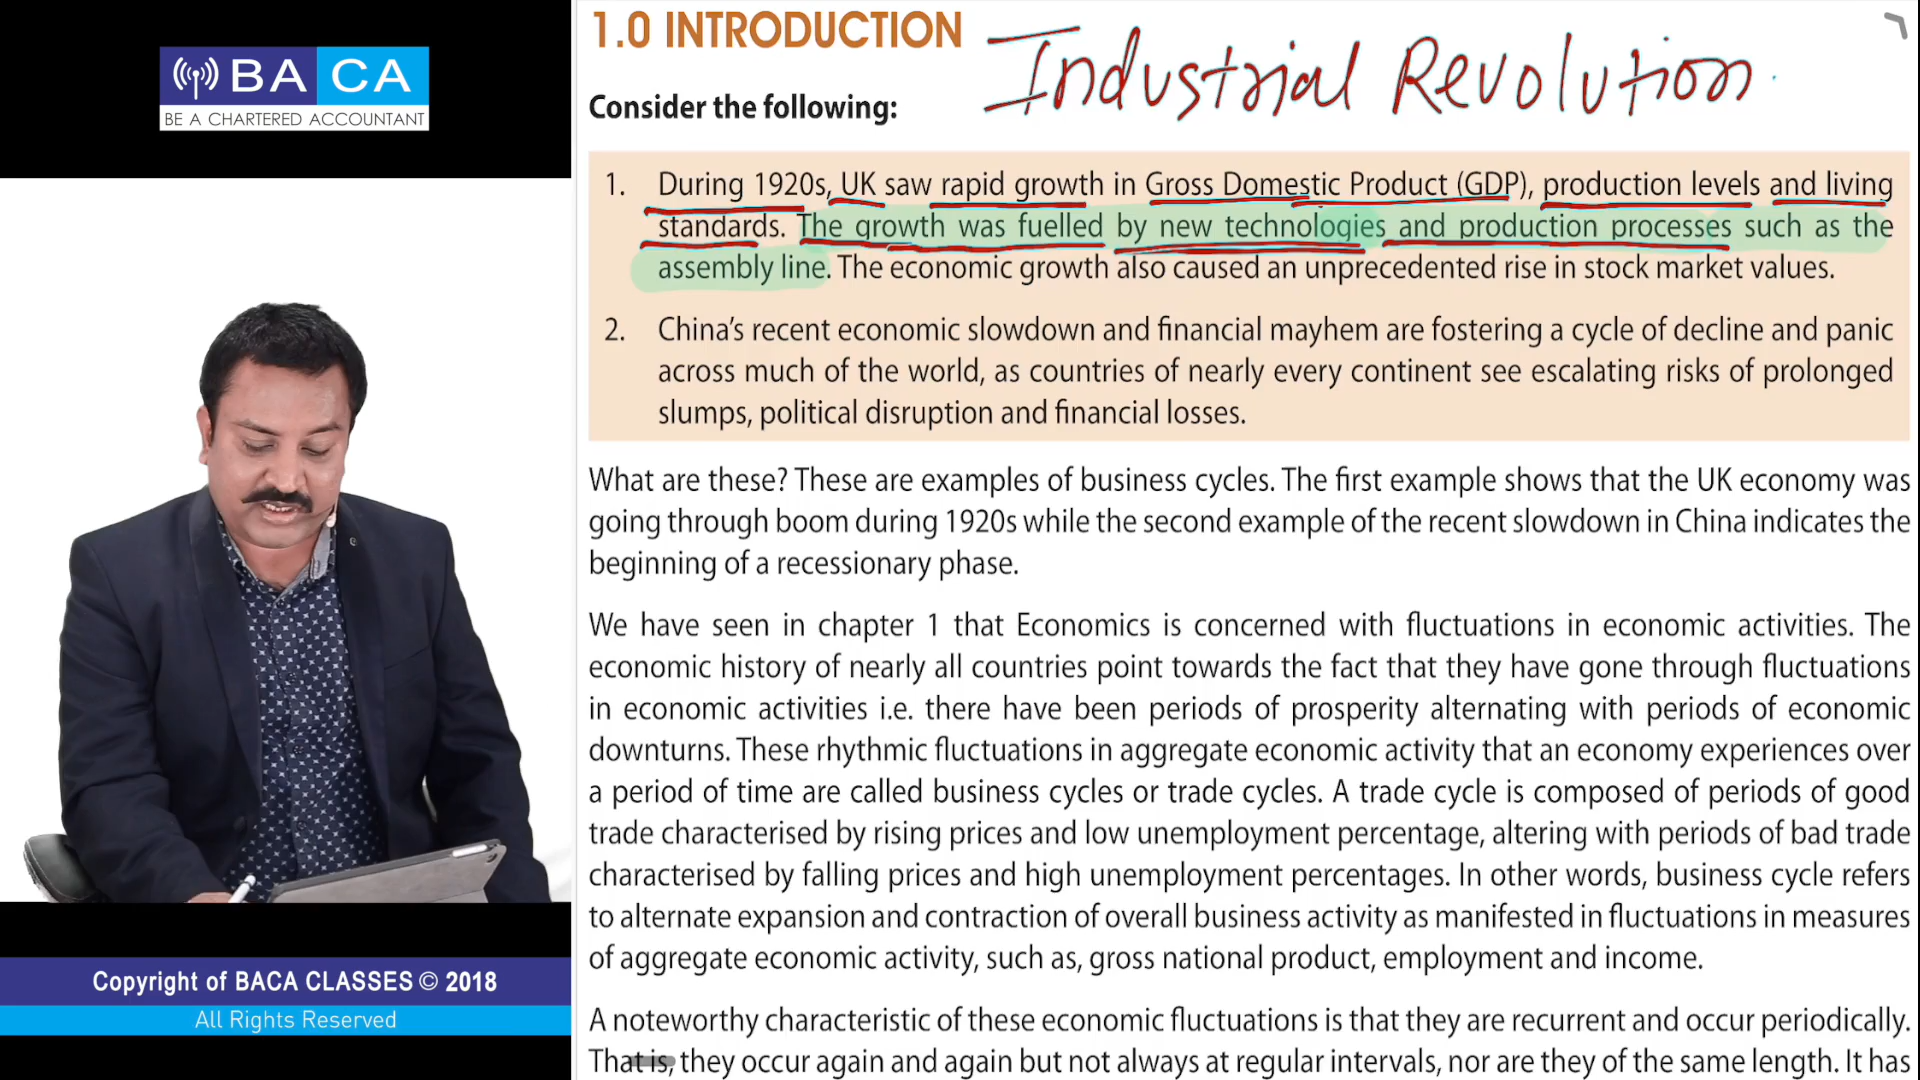 BA CA
BE A CHARTERED ACCOUNTANT
1.0 INTRODUCTION
Industrial Revolution
Consider the following:
1. During 1920s, UK saw rapid growth in Gross Domestic Product (GDP), production levels and living
standards. The growth was fuelled by new technologies and production processes such as the
assembly line. The economic growth also caused an unprecedented rise in stock market values.
2. China’s recent economic slowdown and financial mayhem are fostering a cycle of decline and panic
across much of the world, as countries of nearly every continent see escalating risks of prolonged
slumps, political disruption and financial losses.
What are these? These are examples of business cycles. The first example shows that the UK economy was
going through boom during 1920s while the second example of the recent slowdown in China indicates the
beginning of a recessionary phase.
We have seen in chapter 1 that Economics is concerned with fluctuations in economic activities. The
economic history of nearly all countries point towards the fact that they have gone through fluctuations
in economic activities i.e. there have been periods of prosperity alternating with periods of economic
downturns. These rhythmic fluctuations in aggregate economic activity that an economy experiences over
a period of time are called business cycles or trade cycles. A trade cycle is composed of periods of good
trade characterised by rising prices and low unemployment percentage, altering with periods of bad trade
characterised by falling prices and high unemployment percentages. In other words, business cycle refers
to alternate expansion and contraction of overall business activity as manifested in fluctuations in measures
of aggregate economic activity, such as, gross national product, employment and income.
A noteworthy characteristic of these economic fluctuations is that they are recurrent and occur periodically.
That is, they occur again and again but not always at regular intervals, nor are they of the same length. It has
Copyright of BACA CLASSES © 2018
All Rights Reserved